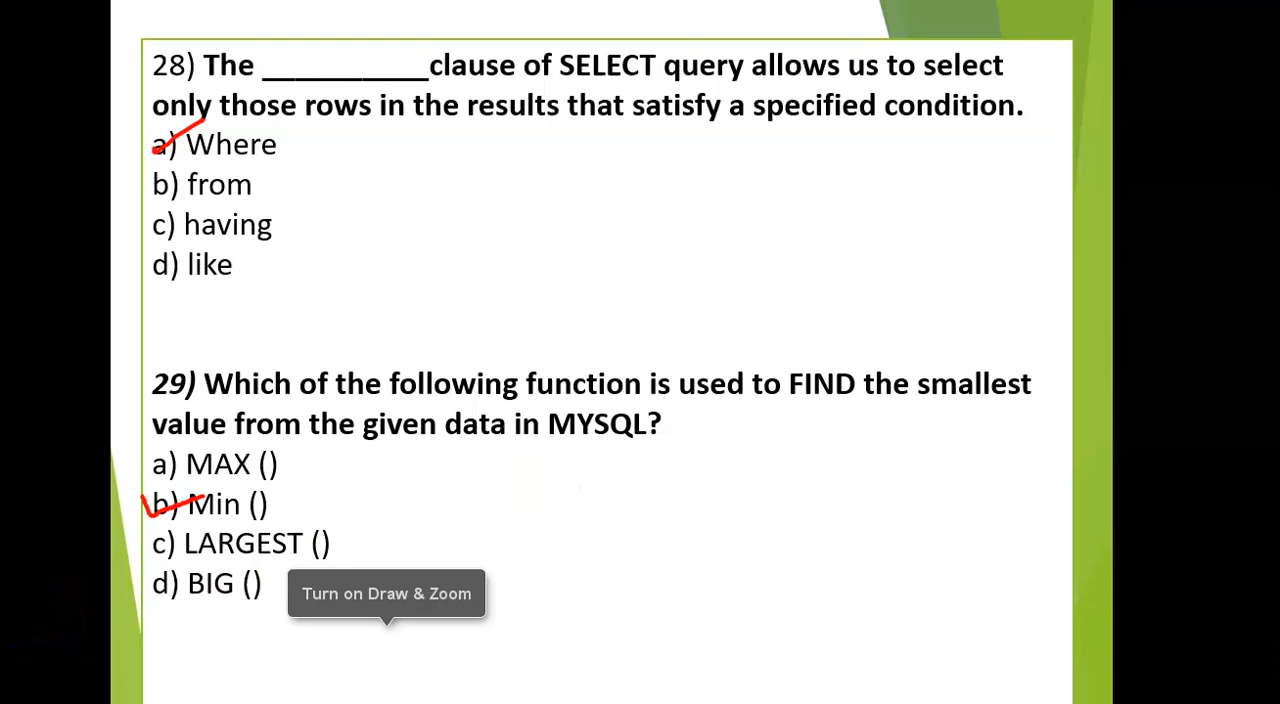 28) The __________clause of SELECT query allows us to select
only those rows in the results that satisfy a specified condition.
a) Where
b) from
c) having
d) like
29) Which of the following function is used to FIND the smallest
value from the given data in MYSQL?
a) MAX ()
b) Min ()
c) LARGEST ()
d) BIG ()
Turn on Draw & Zoom